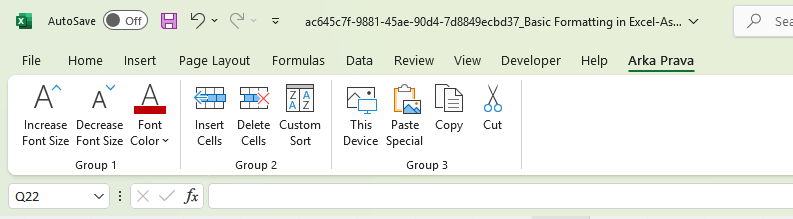 AutoSave Off ac645c7f-9881-45ae-90d4-7d8849ecbd37_Basic Formatting in Excel-As...
File Home Insert Page Layout Formulas Data Review View Developer Help Arka Prava
Increase Decrease Font Insert Delete Custom This Paste Copy Cut
Font Size Font Size Color Cells Cells Sort Device Special
Group 1 Group 2 Group 3
Q22 fx